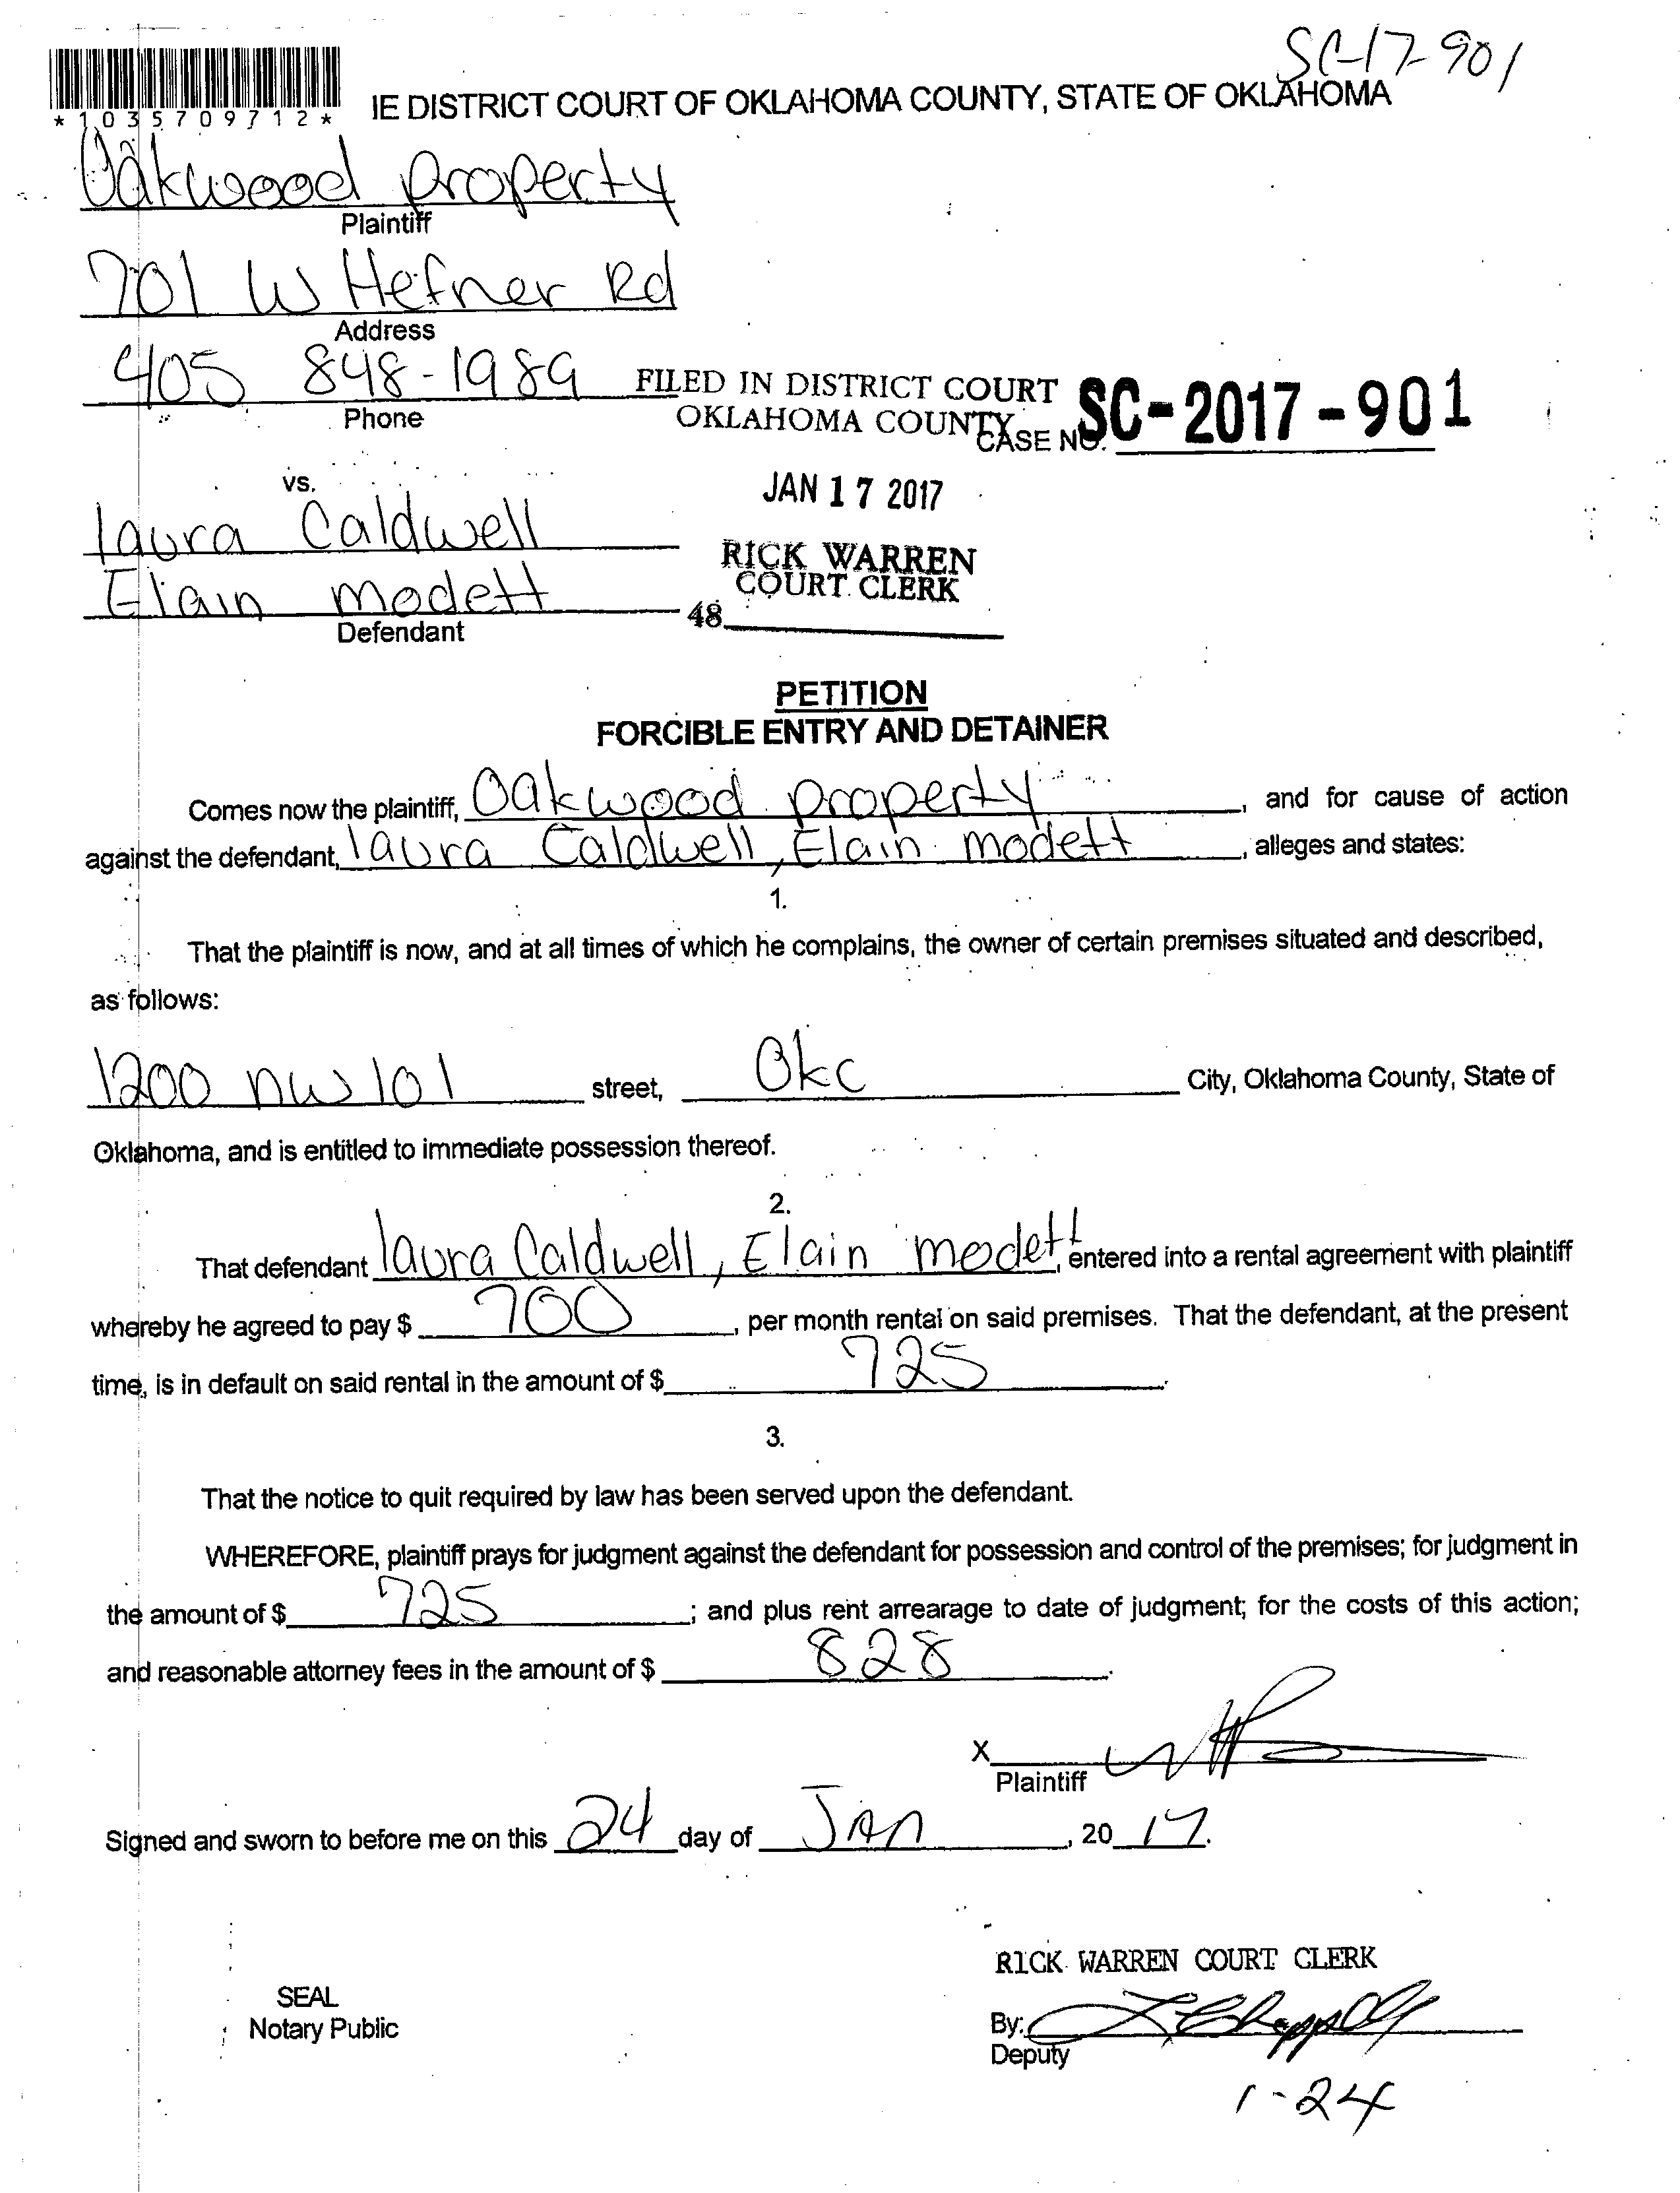 SC-17-901
*1035709712*
IE DISTRICT COURT OF OKLAHOMA COUNTY, STATE OF OKLAHOMA
Oakwood property
Plaintiff
701 W Hefner Rd
Address
405 848-1989
Phone
FILED IN DISTRICT COURT
OKLAHOMA COUNTY
CASE NO. SC-2017-901
vs.
JAN 17 2017
laura Caldwell
RICK WARREN
COURT CLERK
Elain modett
48
Defendant
PETITION
FORCIBLE ENTRY AND DETAINER
Comes now the plaintiff, Oakwood property, and for cause of action
against the defendant, laura Caldwell, Elain modett, alleges and states:
1.
That the plaintiff is now, and at all times of which he complains, the owner of certain premises situated and described,
as follows:
1200 nw 101 street, Okc City, Oklahoma County, State of
Oklahoma, and is entitled to immediate possession thereof.
2.
That defendant laura Caldwell, Elain modett, entered into a rental agreement with plaintiff
whereby he agreed to pay $ 700, per month rental on said premises. That the defendant, at the present
time, is in default on said rental in the amount of $ 725.
3.
That the notice to quit required by law has been served upon the defendant.
WHEREFORE, plaintiff prays for judgment against the defendant for possession and control of the premises; for judgment in
the amount of $ 725; and plus rent arrearage to date of judgment; for the costs of this action;
and reasonable attorney fees in the amount of $ 828.
X
Plaintiff
Signed and sworn to before me on this 24 day of Jan, 2017.
RICK WARREN COURT CLERK
SEAL
Notary Public
By:
Deputy
1-24